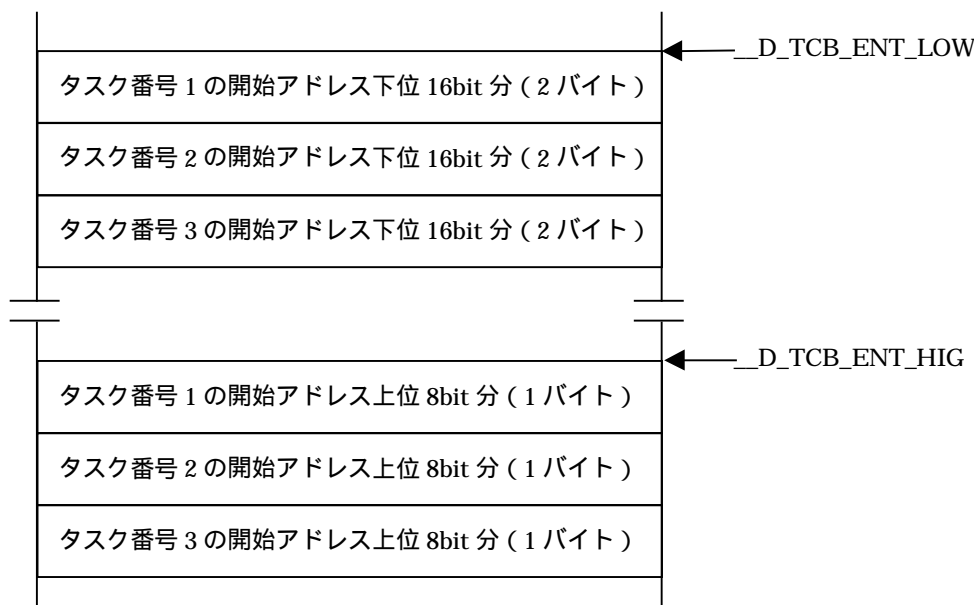 __D_TCB_ENT_LOW
タスク番号 1 の開始アドレス下位 16bit 分 ( 2 バイト )
タスク番号 2 の開始アドレス下位 16bit 分 ( 2 バイト )
タスク番号 3 の開始アドレス下位 16bit 分 ( 2 バイト )
__D_TCB_ENT_HIG
タスク番号 1 の開始アドレス上位 8bit 分 ( 1 バイト )
タスク番号 2 の開始アドレス上位 8bit 分 ( 1 バイト )
タスク番号 3 の開始アドレス上位 8bit 分 ( 1 バイト )